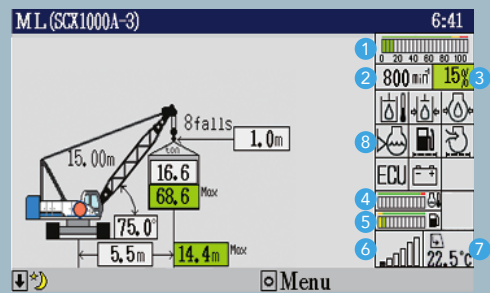 ML(SCX1000A-3) 6:41
1
0 20 40 60 80 100
2 800 min⁻¹ 15% 3
8falls
1.0m
ton
15.00m
16.6
68.6 Max
8
ECU
75.0°
4
5
5.5m 14.4m Max
6 22.5°C 7
Menu